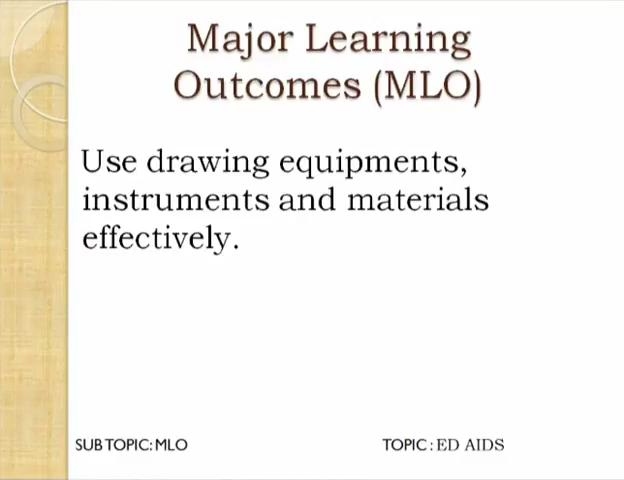 Major Learning
Outcomes (MLO)
Use drawing equipments,
instruments and materials
effectively.
SUB TOPIC: MLO
TOPIC : ED AIDS